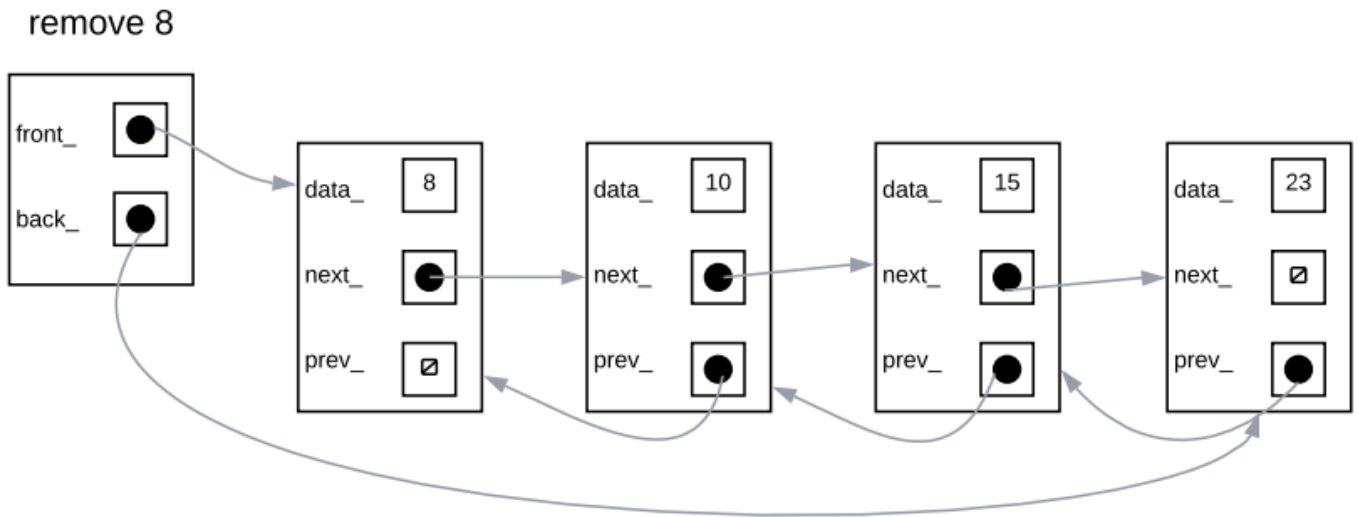 remove 8
front_
back_
data_ 8
next_
prev_
data_ 10
next_
prev_
data_ 15
next_
prev_
data_ 23
next_
prev_